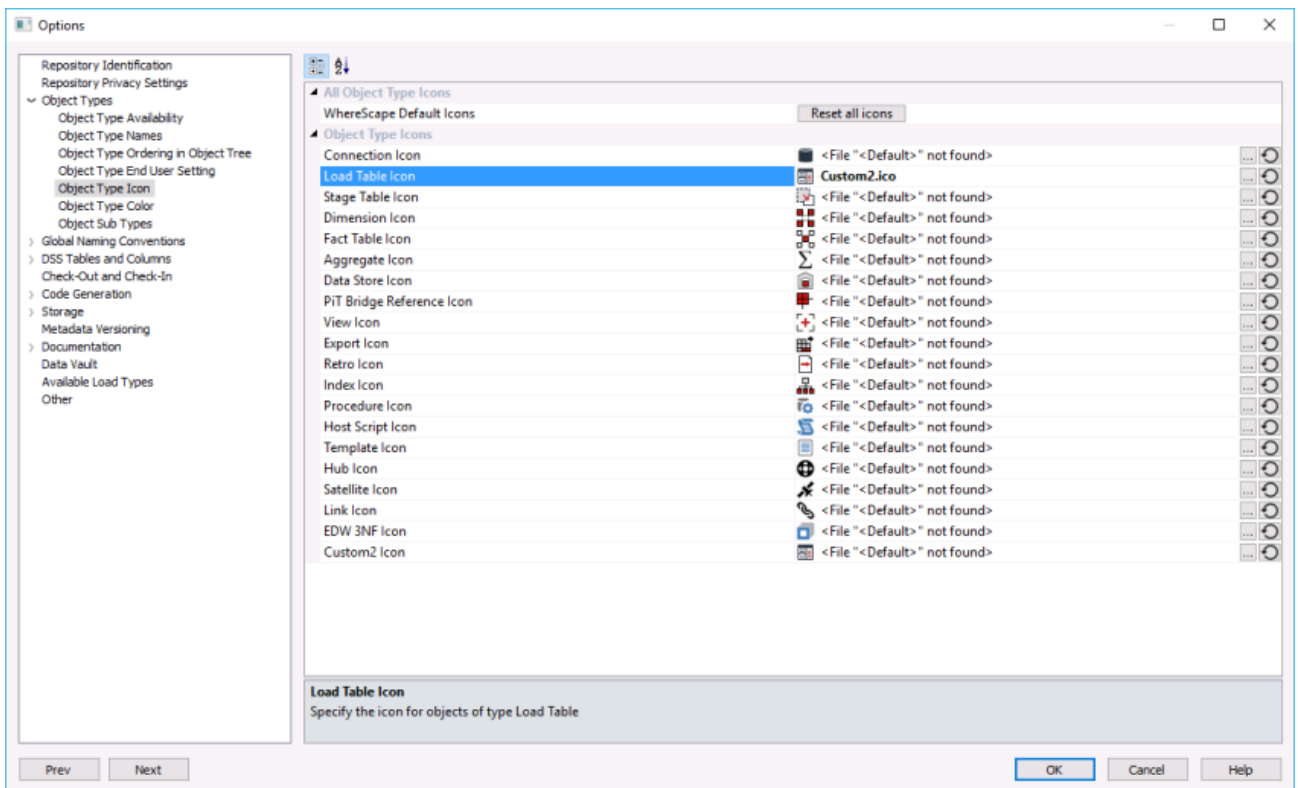 Options
Repository Identification
Repository Privacy Settings
Object Types
Object Type Availability
Object Type Names
Object Type Ordering in Object Tree
Object Type End User Setting
Object Type Icon
Object Type Color
Object Sub Types
Global Naming Conventions
DSS Tables and Columns
Check-Out and Check-In
Code Generation
Storage
Metadata Versioning
Documentation
Data Vault
Available Load Types
Other
All Object Type Icons
WhereScape Default Icons Reset all icons
Object Type Icons
Connection Icon <File "<Default>" not found> ...
Load Table Icon Custom2.ico ...
Stage Table Icon <File "<Default>" not found> ...
Dimension Icon <File "<Default>" not found> ...
Fact Table Icon <File "<Default>" not found> ...
Aggregate Icon <File "<Default>" not found> ...
Data Store Icon <File "<Default>" not found> ...
PiT Bridge Reference Icon <File "<Default>" not found> ...
View Icon <File "<Default>" not found> ...
Export Icon <File "<Default>" not found> ...
Retro Icon <File "<Default>" not found> ...
Index Icon <File "<Default>" not found> ...
Procedure Icon <File "<Default>" not found> ...
Host Script Icon <File "<Default>" not found> ...
Template Icon <File "<Default>" not found> ...
Hub Icon <File "<Default>" not found> ...
Satellite Icon <File "<Default>" not found> ...
Link Icon <File "<Default>" not found> ...
EDW 3NF Icon <File "<Default>" not found> ...
Custom2 Icon <File "<Default>" not found> ...
Load Table Icon
Specify the icon for objects of type Load Table
Prev Next OK Cancel Help